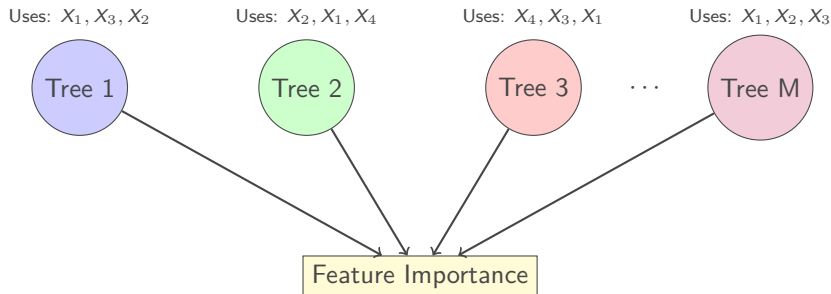 Uses: X₁, X₃, X₂
Uses: X₂, X₁, X₄
Uses: X₄, X₃, X₁
Uses: X₁, X₂, X₃
Tree 1
Tree 2
Tree 3
...
Tree M
Feature Importance